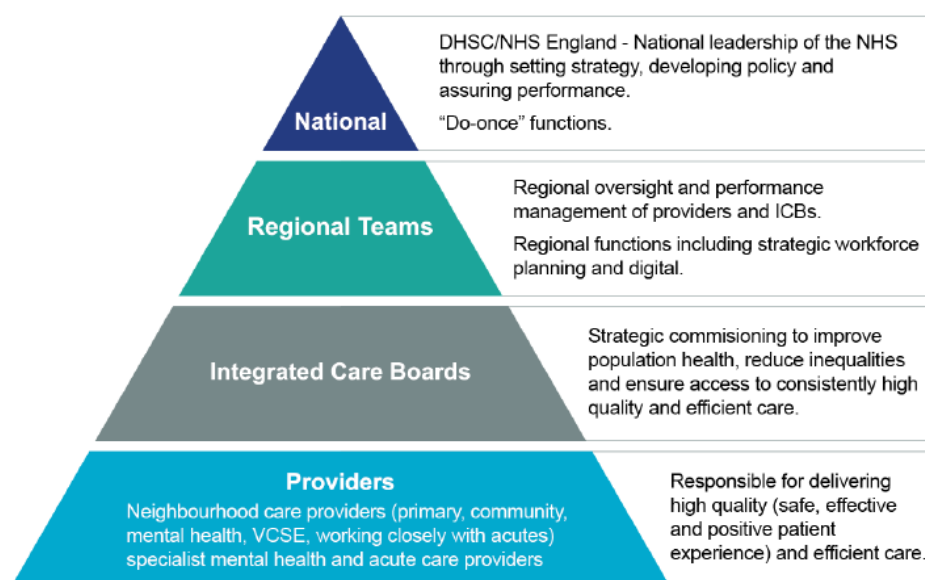 National
DHSC/NHS England - National leadership of the NHS
through setting strategy, developing policy and
assuring performance.
“Do-once” functions.
Regional Teams
Regional oversight and performance
management of providers and ICBs.
Regional functions including strategic workforce
planning and digital.
Integrated Care Boards
Strategic commisioning to improve
population health, reduce inequalities
and ensure access to consistently high
quality and efficient care.
Providers
Neighbourhood care providers (primary, community,
mental health, VCSE, working closely with acutes)
specialist mental health and acute care providers
Responsible for delivering
high quality (safe, effective
and positive patient
experience) and efficient care.